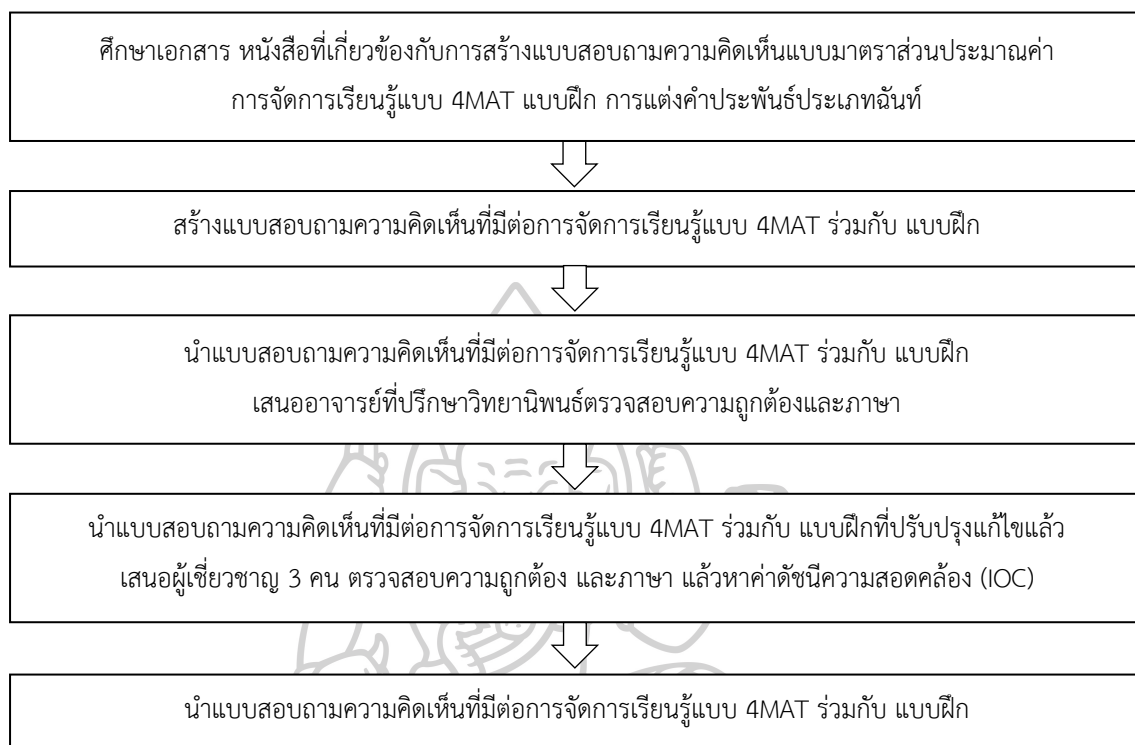 ศึกษาเอกสาร หนังสือที่เกี่ยวข้องกับการสร้างแบบสอบถามความคิดเห็นแบบมาตราส่วนประมาณค่า
การจัดการเรียนรู้แบบ 4MAT แบบฝึก การแต่งคำประพันธ์ประเภทฉันท์
สร้างแบบสอบถามความคิดเห็นที่มีต่อการจัดการเรียนรู้แบบ 4MAT ร่วมกับ แบบฝึก
นำแบบสอบถามความคิดเห็นที่มีต่อการจัดการเรียนรู้แบบ 4MAT ร่วมกับ แบบฝึก
เสนออาจารย์ที่ปรึกษาวิทยานิพนธ์ตรวจสอบความถูกต้องและภาษา
นำแบบสอบถามความคิดเห็นที่มีต่อการจัดการเรียนรู้แบบ 4MAT ร่วมกับ แบบฝึกที่ปรับปรุงแก้ไขแล้ว
เสนอผู้เชี่ยวชาญ 3 คน ตรวจสอบความถูกต้อง และภาษา แล้วหาค่าดัชนีความสอดคล้อง (IOC)
นำแบบสอบถามความคิดเห็นที่มีต่อการจัดการเรียนรู้แบบ 4MAT ร่วมกับ แบบฝึก